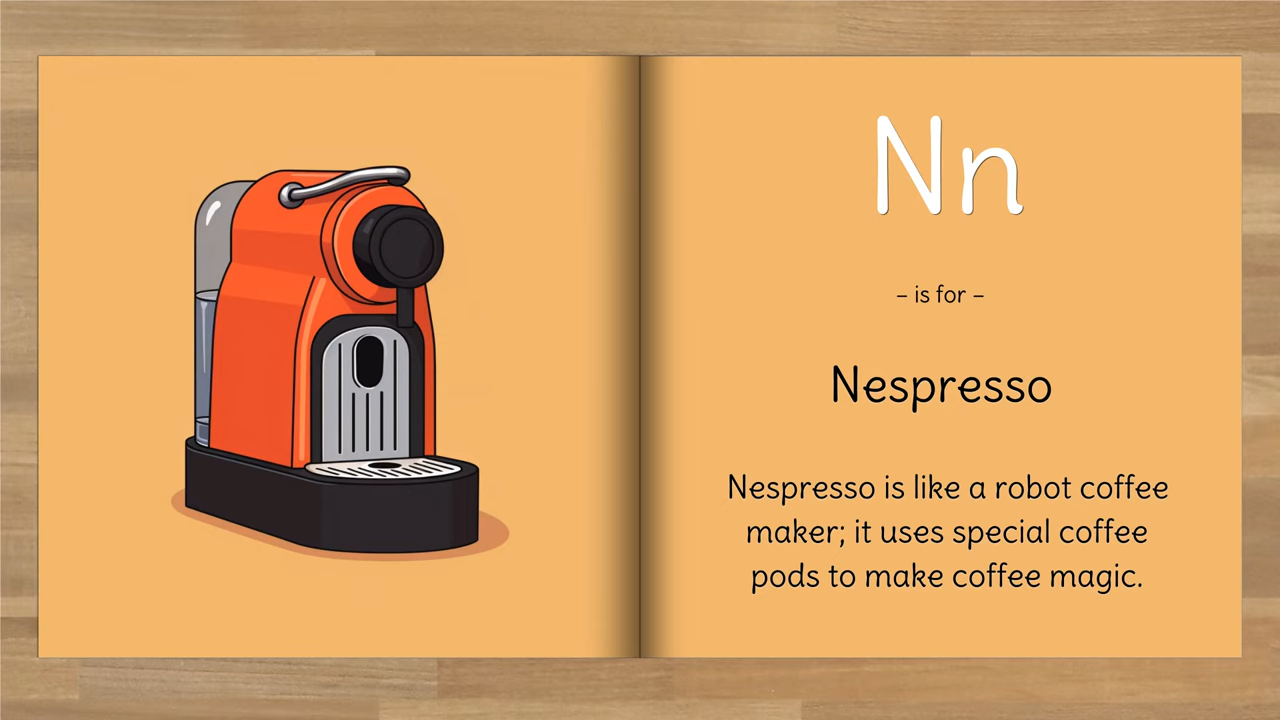 Nn
– is for –
Nespresso
Nespresso is like a robot coffee
maker; it uses special coffee
pods to make coffee magic.